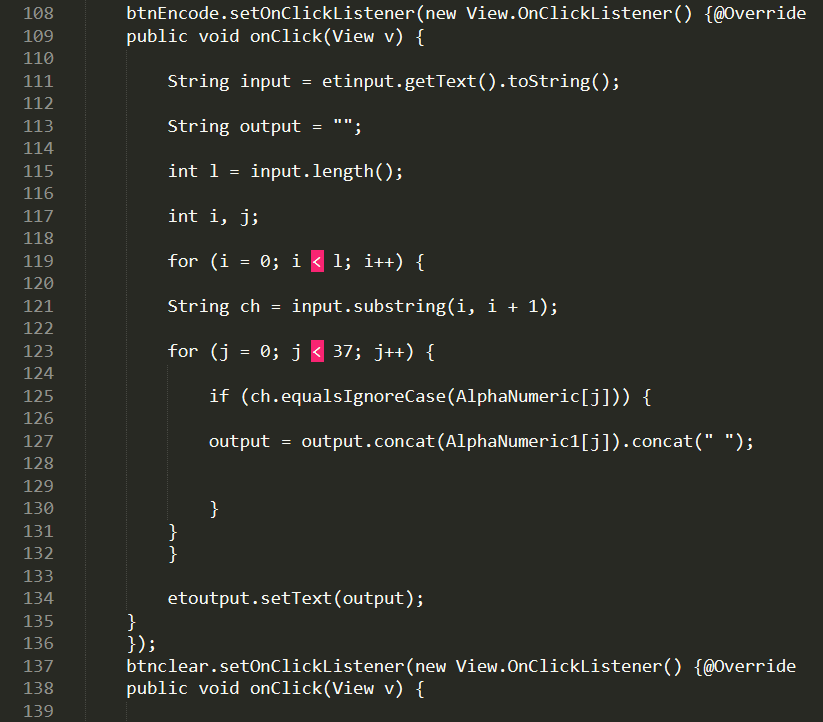 108 btnEncode.setOnClickListener(new View.OnClickListener() {@Override
109 public void onClick(View v) {
110
111 String input = etinput.getText().toString();
112
113 String output = "";
114
115 int l = input.length();
116
117 int i, j;
118
119 for (i = 0; i < l; i++) {
120
121 String ch = input.substring(i, i + 1);
122
123 for (j = 0; j < 37; j++) {
124
125 if (ch.equalsIgnoreCase(AlphaNumeric[j])) {
126
127 output = output.concat(AlphaNumeric1[j]).concat(" ");
128
129
130 }
131 }
132 }
133
134 etoutput.setText(output);
135 }
136 });
137 btnclear.setOnClickListener(new View.OnClickListener() {@Override
138 public void onClick(View v) {
139